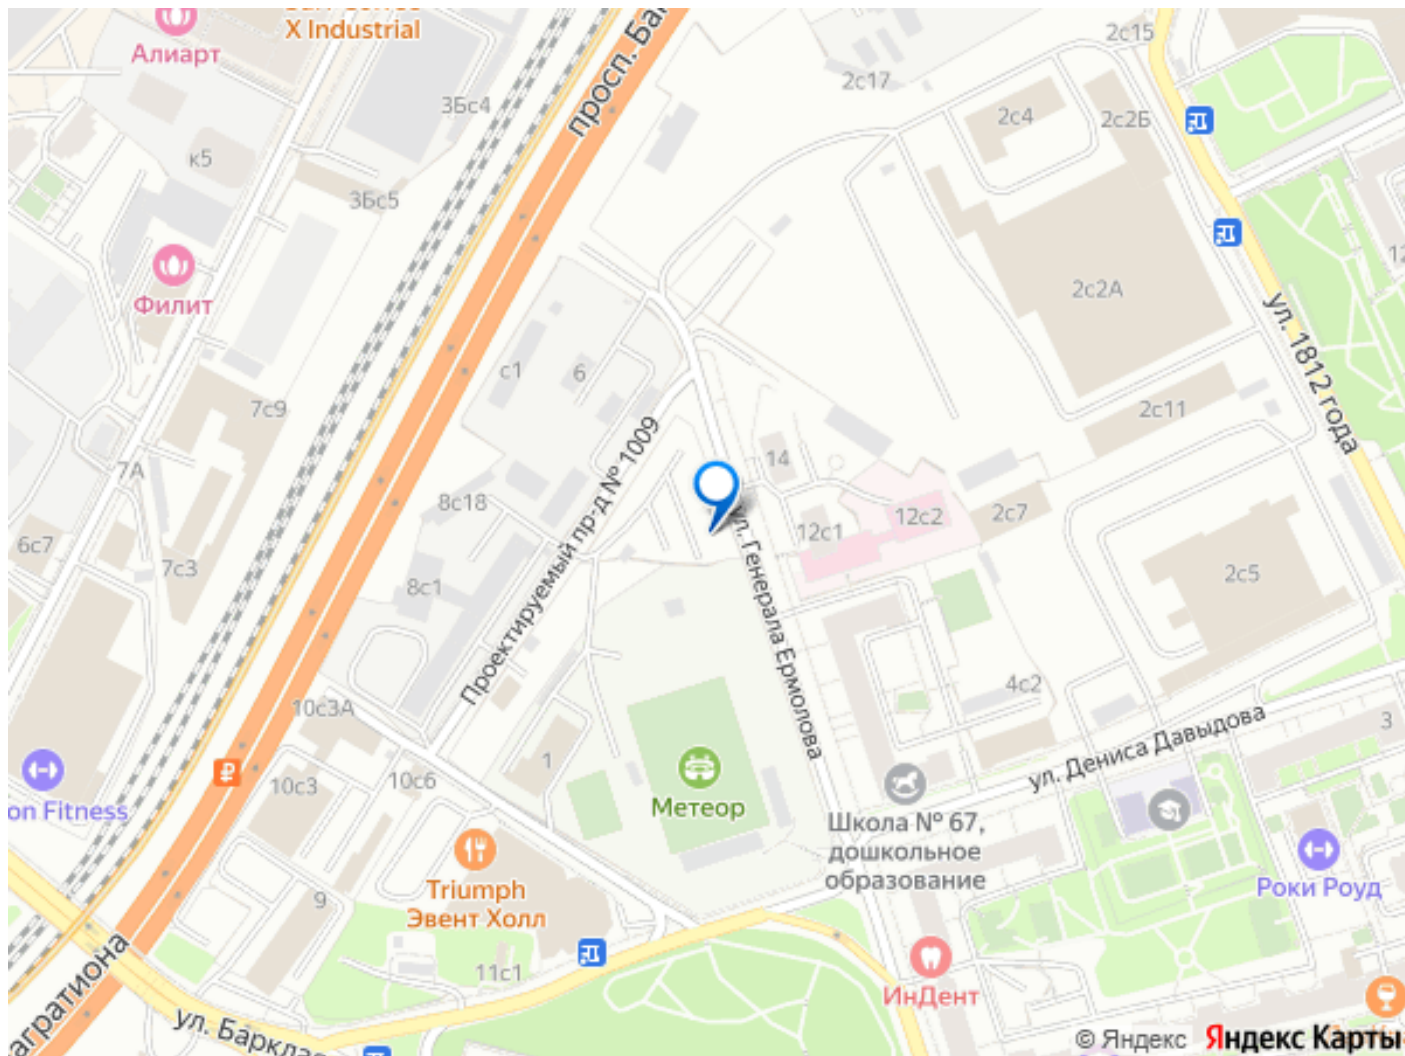 X Industrial
Алиарт
просп. Ба
2с15
2с17
3Бс4
2с4
2с2Б
к5
3Бс5
Филит
2с2А
ул. 1812 года
с1
6
7с9
2с11
Проектируемый пр-д № 1009
7А
14
8с18
12с1
12с2
2с7
6с7
7с3
8с1
2с5
ул. Генерала Ермолова
10с3А
4с2
ул. Дениса Давыдова
3
1
10с3
10с6
on Fitness
Метеор
Школа № 67,
дошкольное
образование
Triumph
Эвент Холл
Роки Роуд
9
агратиона
11с1
ИнДент
ул. Баркла
© Яндекс Яндекс Карты